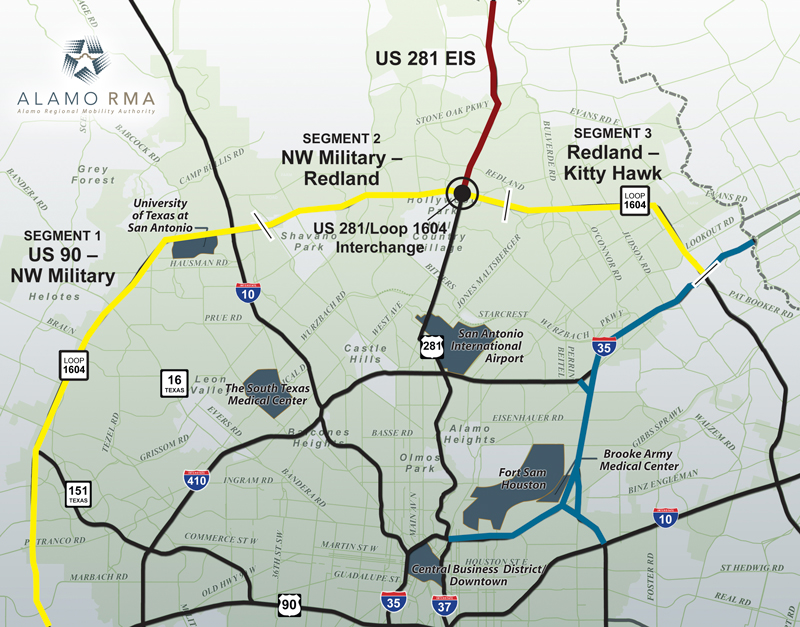 ALAMO RMA
Alamo Regional Mobility Authority
US 281 EIS
STONE OAK PKWY
EVANS RD E
BULVERDE RD
SEGMENT 2
NW Military –
Redland
SEGMENT 3
Redland –
Kitty Hawk
BABCOCK RD
CAMP BULLIS RD
Grey
Forest
REDLAND
LOOP
1604
EVANS RD
University
of Texas at
San Antonio
US 281/Loop 1604
Interchange
Hollywood
Park
Shavano
Park
Country
Village
LOOKOUT RD
SEGMENT 1
US 90 –
NW Military
HAUSMAN RD
BITTERS
JONES MALTSBERGER
O'CONNOR RD
JUDSON RD
Helotes
10
PAT BOOKER RD
BRAUN
PRUE RD
WURZBACH RD
WEST AVE
STARCREST
WURZBACH
PKWY
281
San Antonio
International
Airport
PERRIN
BEITEL
35
Castle
Hills
LOOP
1604
16
TEXAS
Leon
Valley
The South Texas
Medical Center
EVERS RD
TEZEL RD
GRISSOM RD
Balcones
Heights
BASSE RD
Alamo
Heights
EISENHAUER RD
GIBBS SPRAWL
WALZEM RD
Olmos
Park
Brooke Army
Medical Center
Fort Sam
Houston
BINZ ENGLEMAN
410
INGRAM RD
BANDERA RD
MAIN AVE N
151
TEXAS
10
POTRANCO RD
COMMERCE ST W
36TH ST SW
MARTIN ST W
GUADALUPE ST
HOUSTON ST E
Central Business District/
Downtown
MARBACH RD
OLD HWY 90 W
FOSTER RD
ST HEDWIG RD
REAL RD
90
35
37